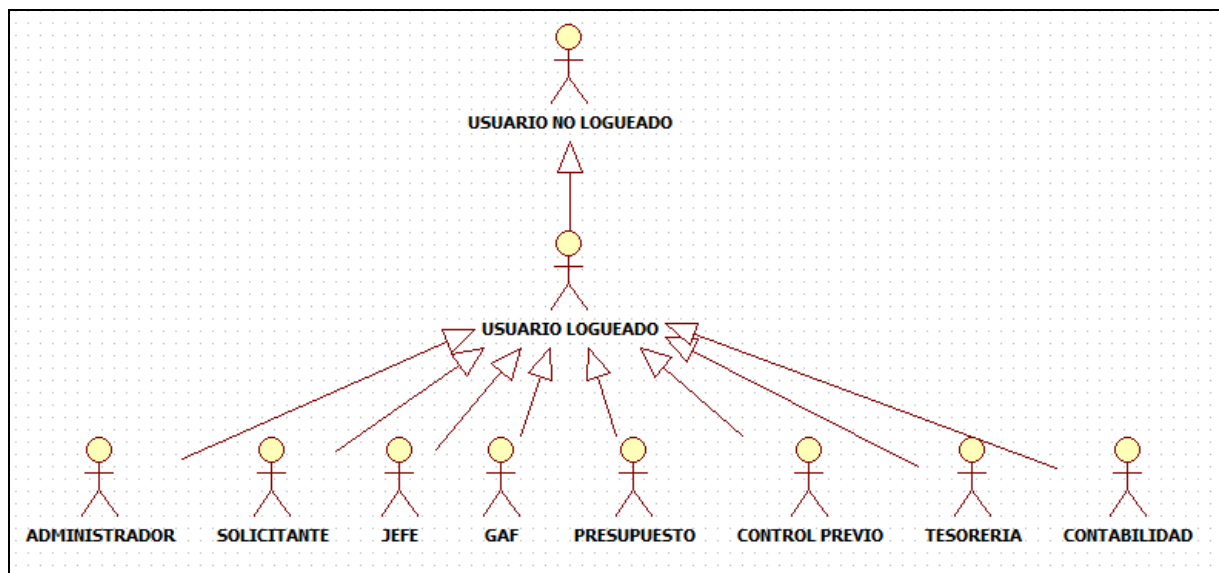 USUARIO NO LOGUEADO
USUARIO LOGUEADO
ADMINISTRADOR
SOLICITANTE
JEFE
GAF
PRESUPUESTO
CONTROL PREVIO
TESORERIA
CONTABILIDAD